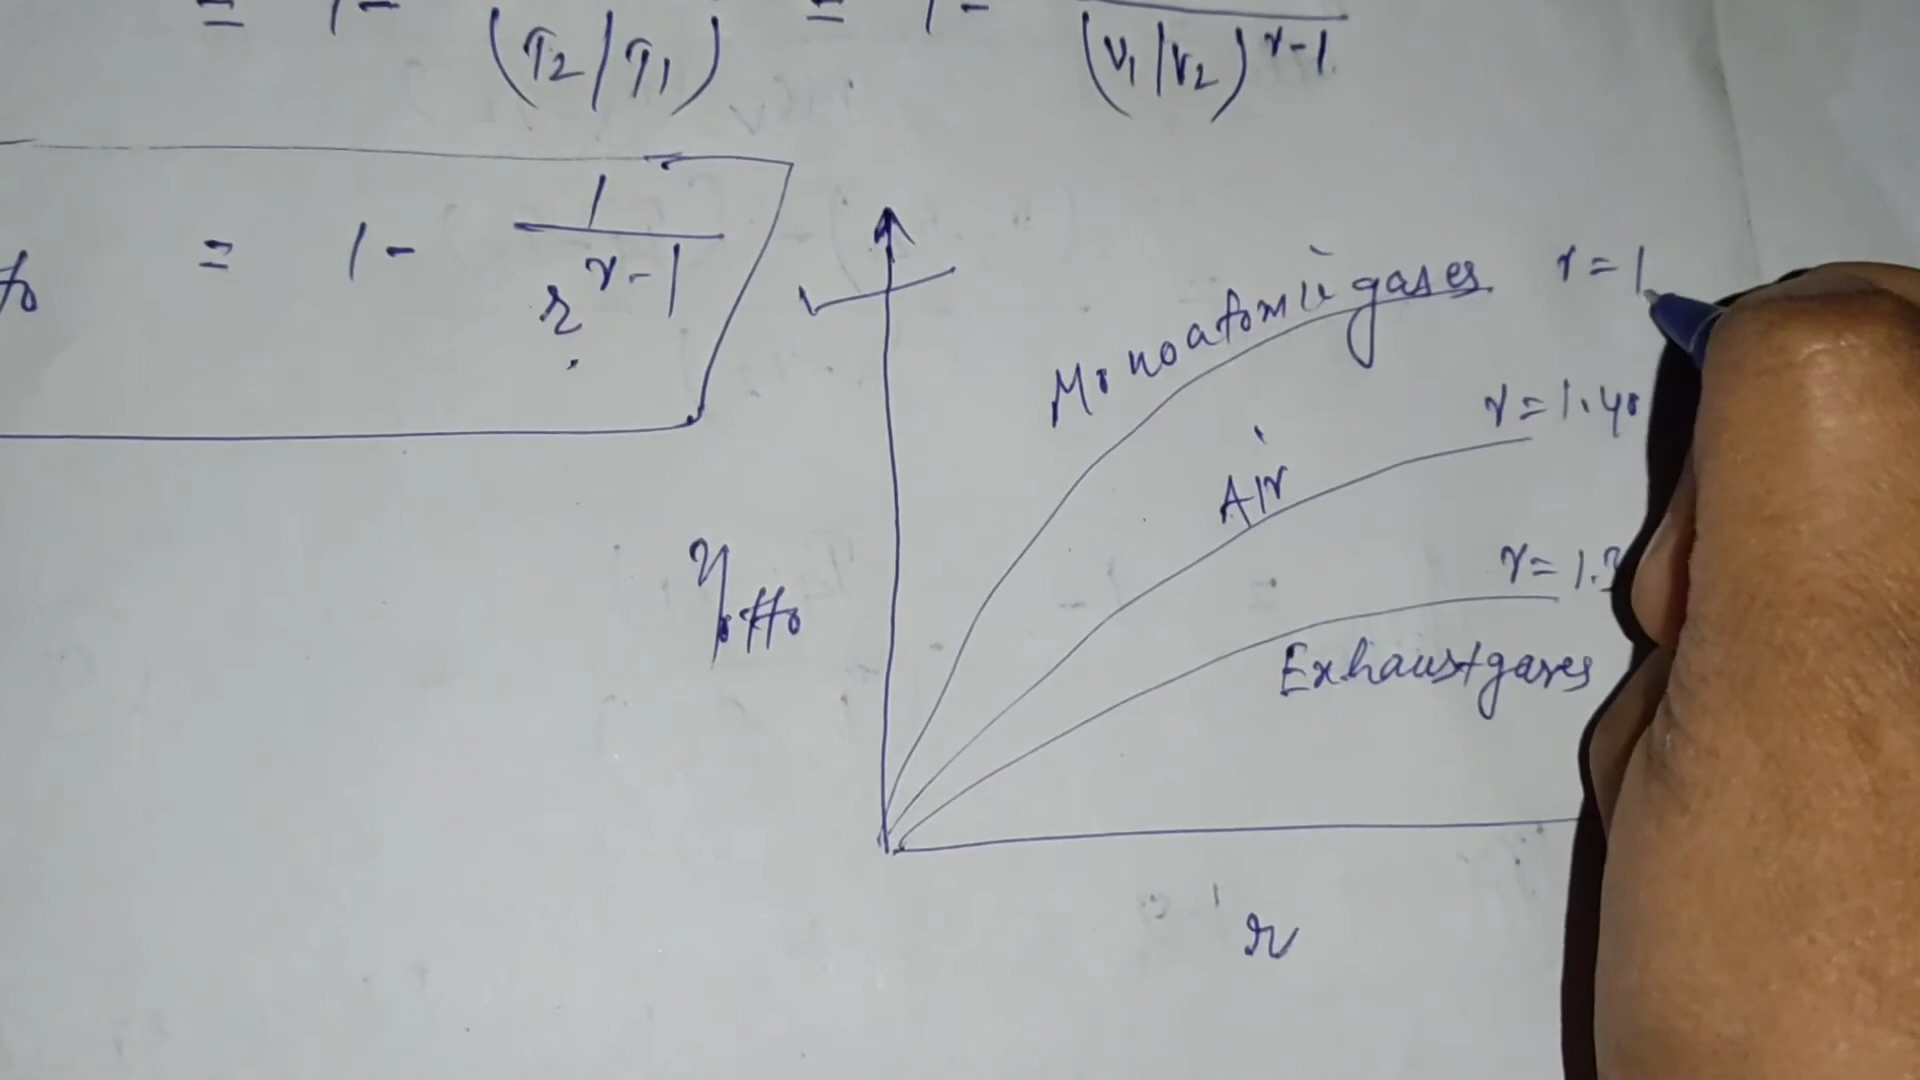 = 1 - (T2/T1) = 1 - (V1/V2)^γ-1
= 1 - 1/r^γ-1
Monoatomic gases γ = 1
γ = 1.40
Air
γ = 1.3
ηotto
Exhaust gases
r